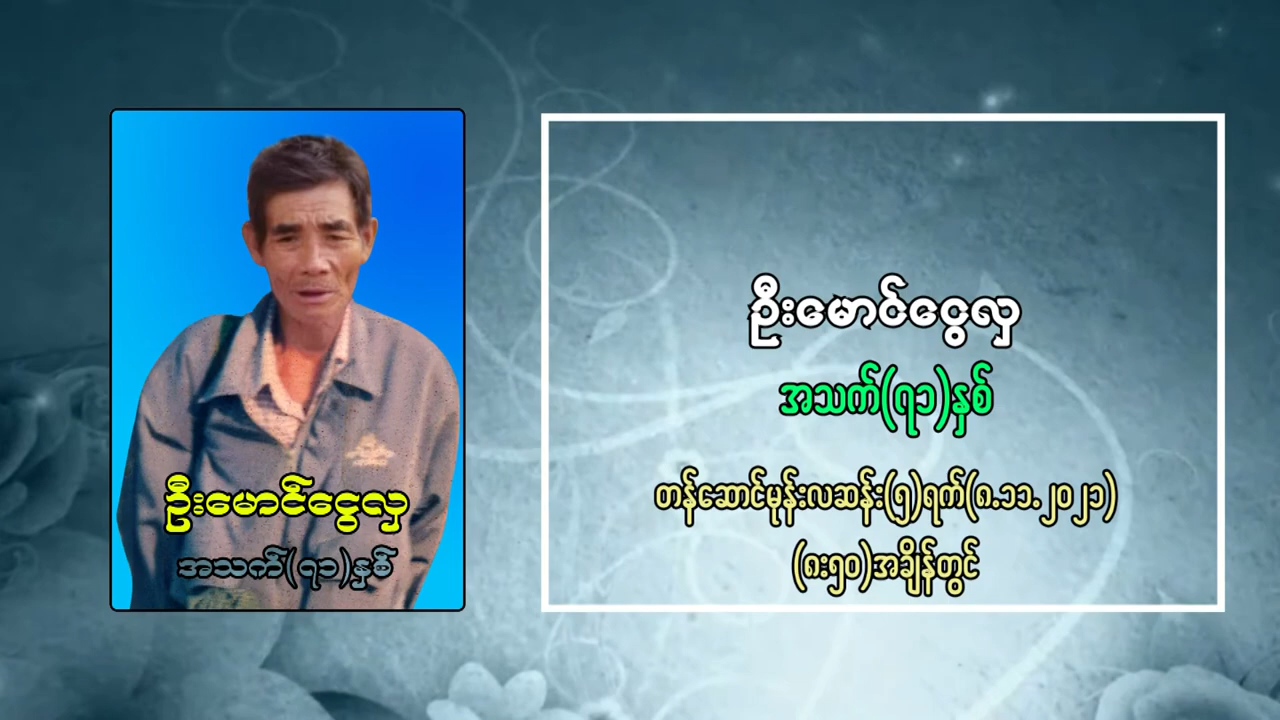 ဦးမောင်ငွေလှ
အသက်(၇၁)နှစ်
ဦးမောင်ငွေလှ
အသက်(၇၁)နှစ်
တန်ဆောင်မုန်းလဆန်း(၅)ရက်(၈.၁၁.၂၀၂၁)
(၈း၅၀)အချိန်တွင်